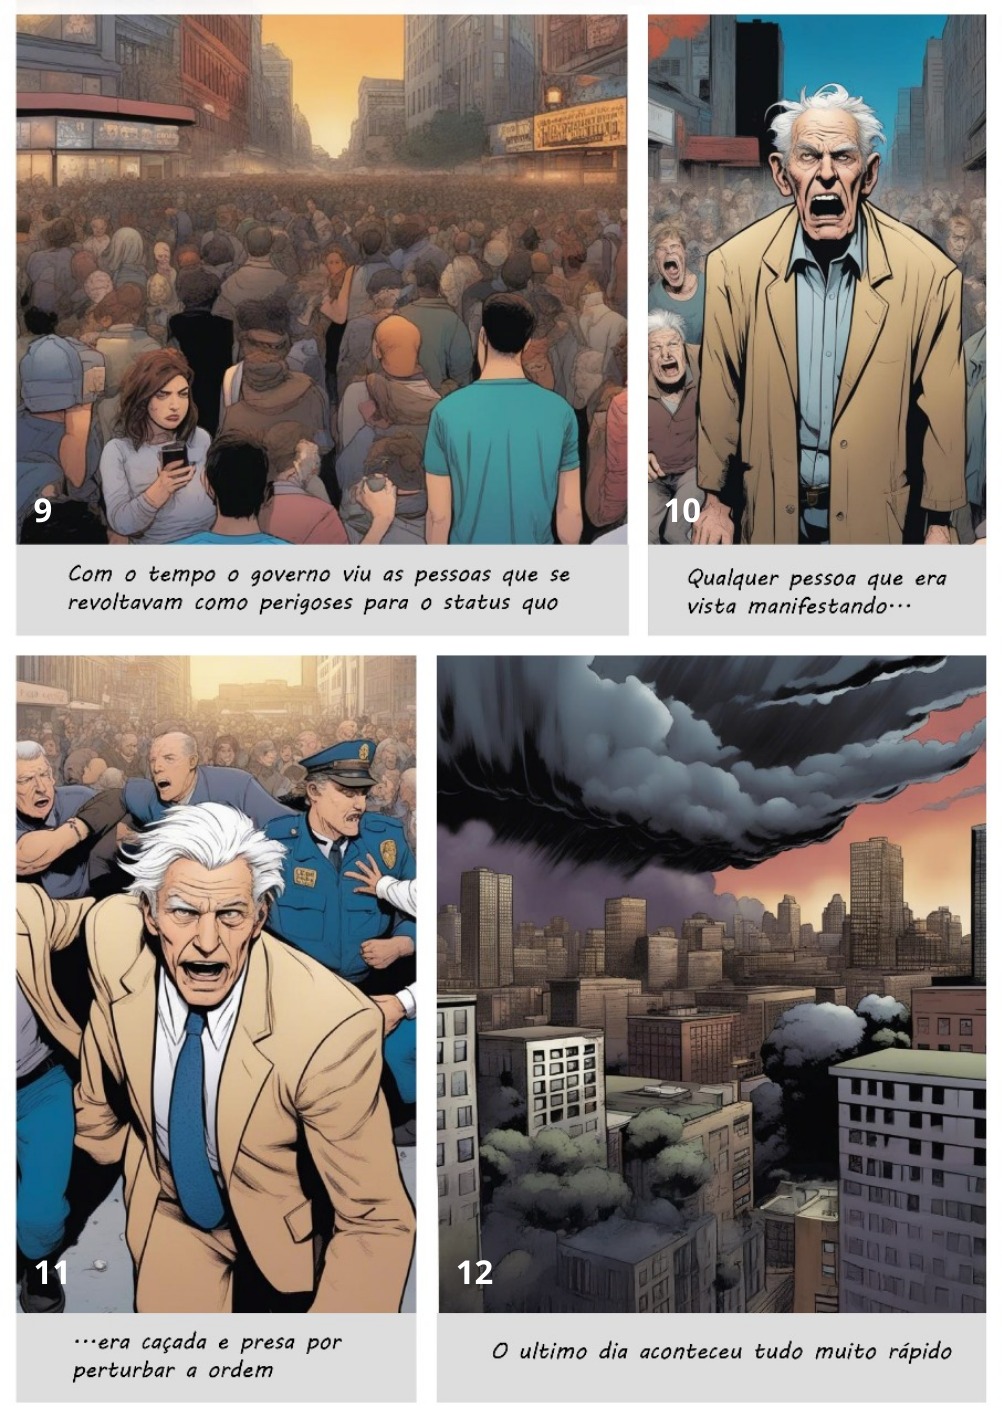 9
Com o tempo o governo viu as pessoas que se
revoltavam como perigoses para o status quo
10
Qualquer pessoa que era
vista manifestando...
11
...era caçada e presa por
perturbar a ordem
12
O ultimo dia aconteceu tudo muito rápido